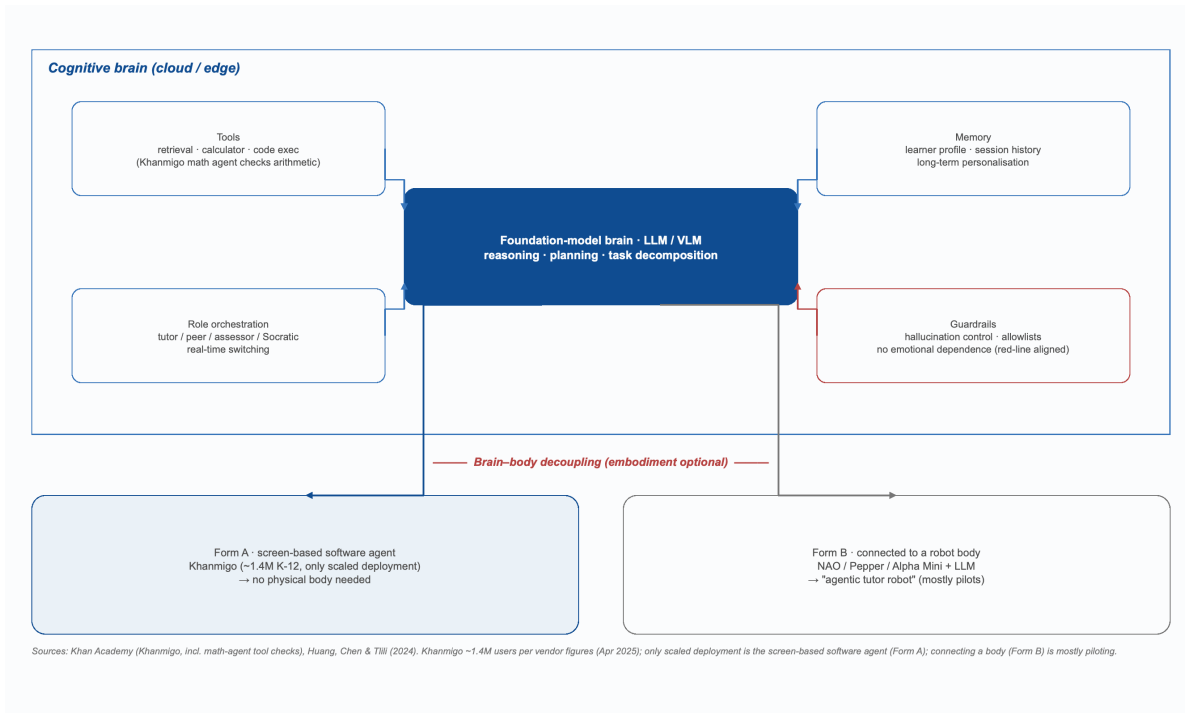 Cognitive brain (cloud / edge)
Tools
retrieval · calculator · code exec
(Khanmigo math agent checks arithmetic)
Memory
learner profile · session history
long-term personalisation
Foundation-model brain · LLM / VLM
reasoning · planning · task decomposition
Role orchestration
tutor / peer / assessor / Socratic
real-time switching
Guardrails
hallucination control · allowlists
no emotional dependence (red-line aligned)
Brain–body decoupling (embodiment optional)
Form A · screen-based software agent
Khanmigo (~1.4M K-12, only scaled deployment)
→ no physical body needed
Form B · connected to a robot body
NAO / Pepper / Alpha Mini + LLM
→ "agentic tutor robot" (mostly pilots)
Sources: Khan Academy (Khanmigo, incl. math-agent tool checks), Huang, Chen & Tlili (2024). Khanmigo ~1.4M users per vendor figures (Apr 2025); only scaled deployment is the screen-based software agent (Form A); connecting a body (Form B) is mostly piloting.